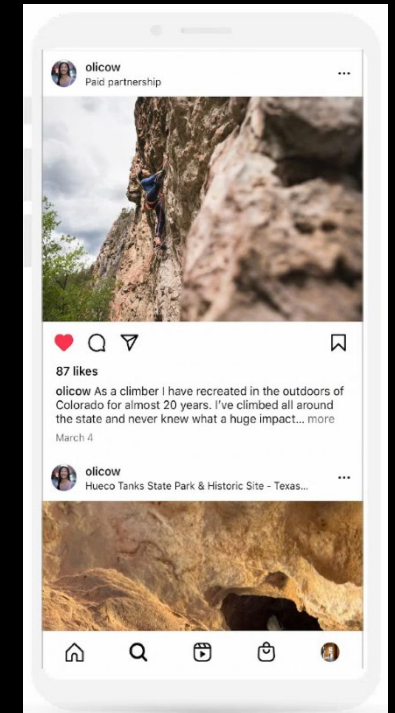 olicow
Paid partnership
87 likes
olicow As a climber I have recreated in the outdoors of
Colorado for almost 20 years. I've climbed all around
the state and never knew what a huge impact... more
March 4
olicow
Hueco Tanks State Park & Historic Site - Texas...